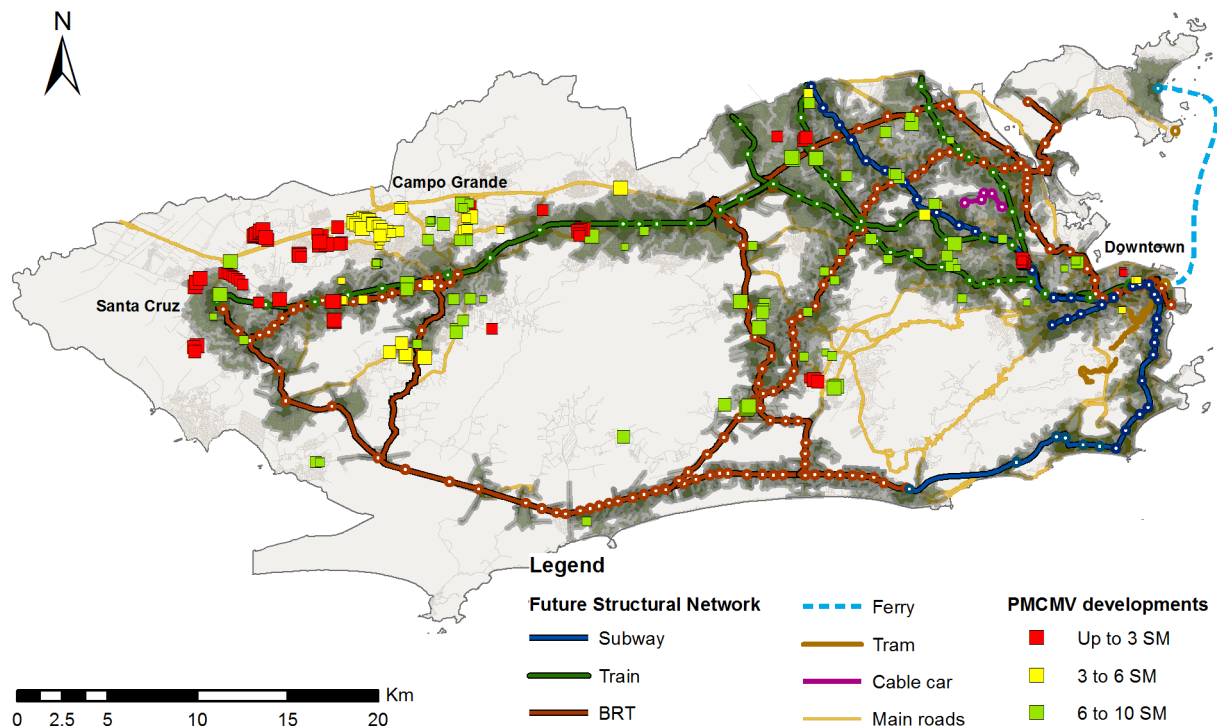 N
Campo Grande
Downtown
Santa Cruz
Legend
Future Structural Network
Subway
Train
BRT
Ferry
Tram
Cable car
Main roads
PMCMV developments
Up to 3 SM
3 to 6 SM
6 to 10 SM
Km
0 2.5 5 10 15 20